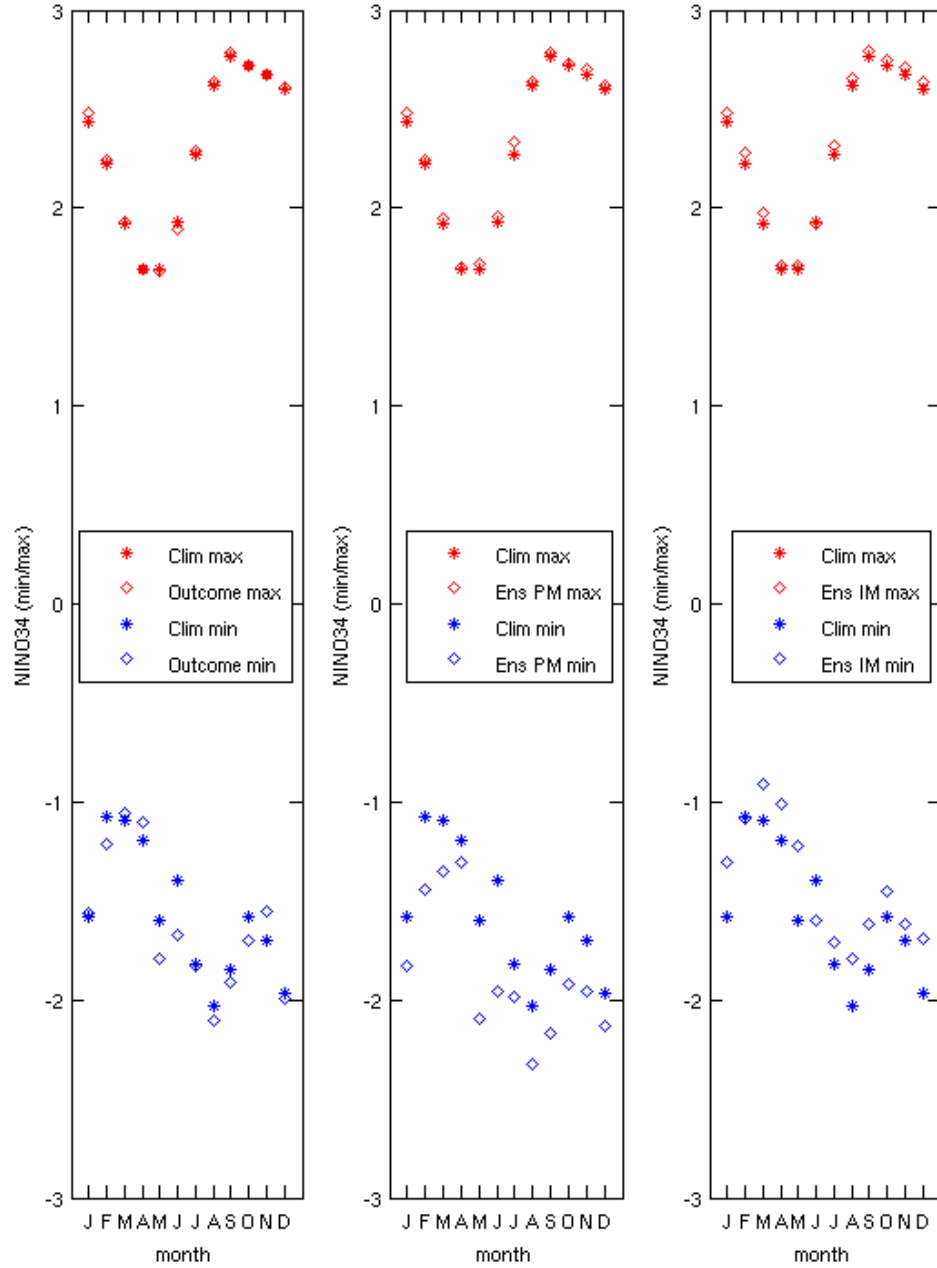 3
2
1
0
-1
-2
-3
NINO34 (min/max)
Clim max
Outcome max
Clim min
Outcome min
J F M A M J J A S O N D
month
3
2
1
0
-1
-2
-3
NINO34 (min/max)
Clim max
Ens PM max
Clim min
Ens PM min
J F M A M J J A S O N D
month
3
2
1
0
-1
-2
-3
NINO34 (min/max)
Clim max
Ens IM max
Clim min
Ens IM min
J F M A M J J A S O N D
month